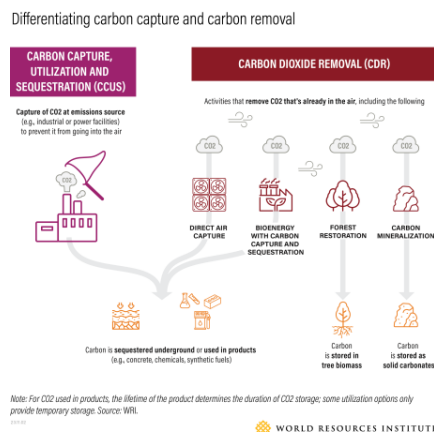 Differentiating carbon capture and carbon removal
CARBON CAPTURE,
UTILIZATION AND
SEQUESTRATION (CCUS)
Capture of CO2 at emissions source
(e.g., industrial or power facilities)
to prevent it from going into the air
CO2
CARBON DIOXIDE REMOVAL (CDR)
Activities that remove CO2 that's already in the air, including the following
CO2 CO2 CO2 CO2
DIRECT AIR
CAPTURE
BIOENERGY
WITH CARBON
CAPTURE AND
SEQUESTRATION
FOREST
RESTORATION
CARBON
MINERALIZATION
Carbon is sequestered underground or used in products
(e.g., concrete, chemicals, synthetic fuels)
Carbon
is stored in
tree biomass
Carbon
is stored as
solid carbonates
Note: For CO2 used in products, the lifetime of the product determines the duration of CO2 storage; some utilization options only
provide temporary storage. Source: WRI.
WORLD RESOURCES INSTITUTE